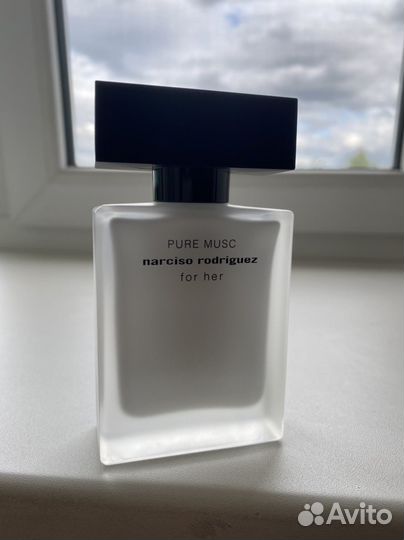 PURE MUSC
narciso rodriguez
for her
Avito